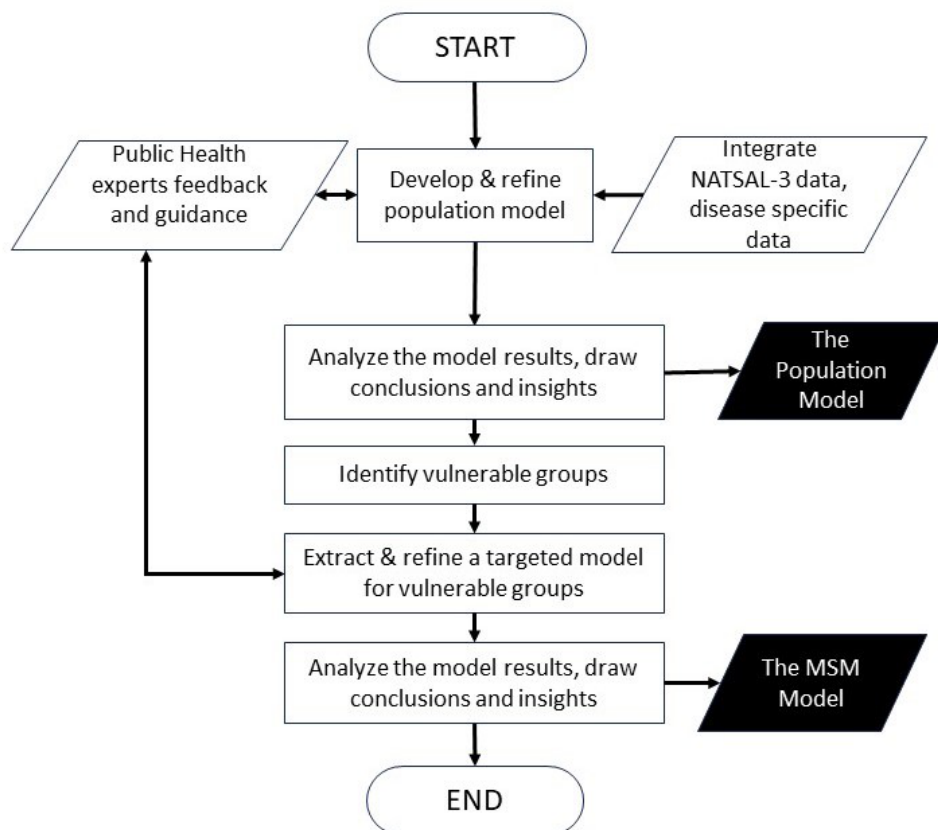 START
Public Health
experts feedback
and guidance
Develop & refine
population model
Integrate
NATSAL-3 data,
disease specific
data
Analyze the model results, draw
conclusions and insights
The
Population
Model
Identify vulnerable groups
Extract & refine a targeted model
for vulnerable groups
Analyze the model results, draw
conclusions and insights
The MSM
Model
END